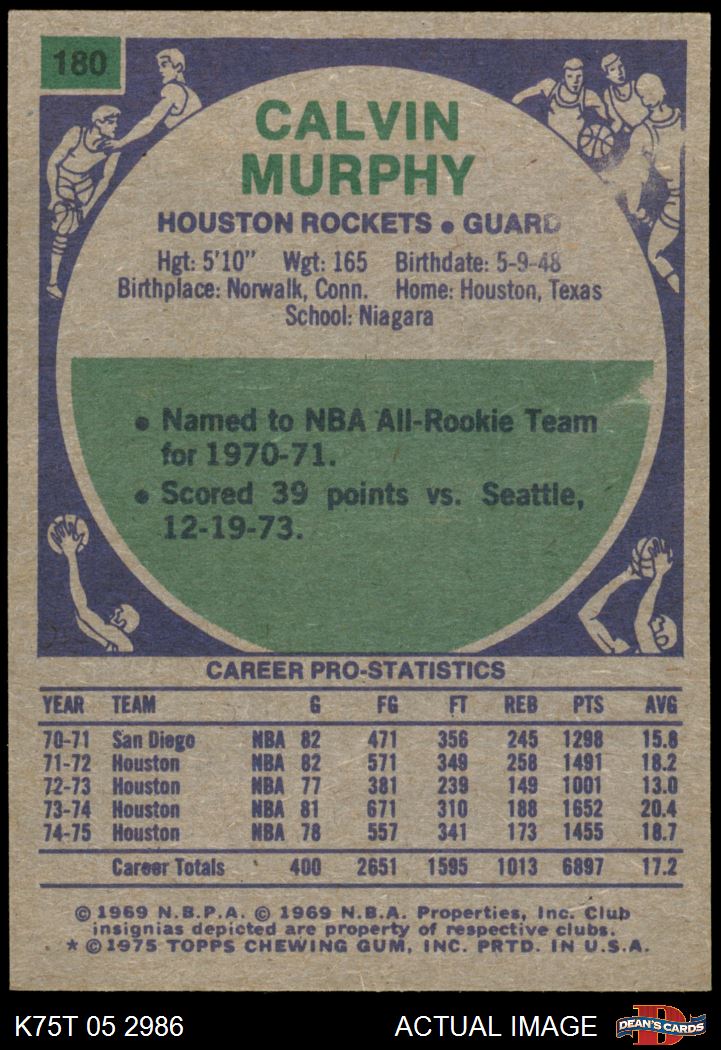 180
CALVIN
MURPHY
HOUSTON ROCKETS • GUARD
Hgt: 5'10" Wgt: 165 Birthdate: 5-9-48
Birthplace: Norwalk, Conn. Home: Houston, Texas
School: Niagara
• Named to NBA All-Rookie Team
for 1970-71.
• Scored 39 points vs. Seattle,
12-19-73.
CAREER PRO-STATISTICS
YEAR TEAM G FG FT REB PTS AVG
70-71 San Diego NBA 82 471 356 245 1298 15.8
71-72 Houston NBA 82 571 349 258 1491 18.2
72-73 Houston NBA 77 381 239 149 1001 13.0
73-74 Houston NBA 81 671 310 188 1652 20.4
74-75 Houston NBA 78 557 341 173 1455 18.7
Career Totals 400 2651 1595 1013 6897 17.2
© 1969 N.B.P.A. © 1969 N.B.A. Properties, Inc. Club
insignias depicted are property of respective clubs.
* © 1975 TOPPS CHEWING GUM, INC. PRTD. IN U.S.A.
K75T 05 2986 ACTUAL IMAGE D DEAN'S CARDS